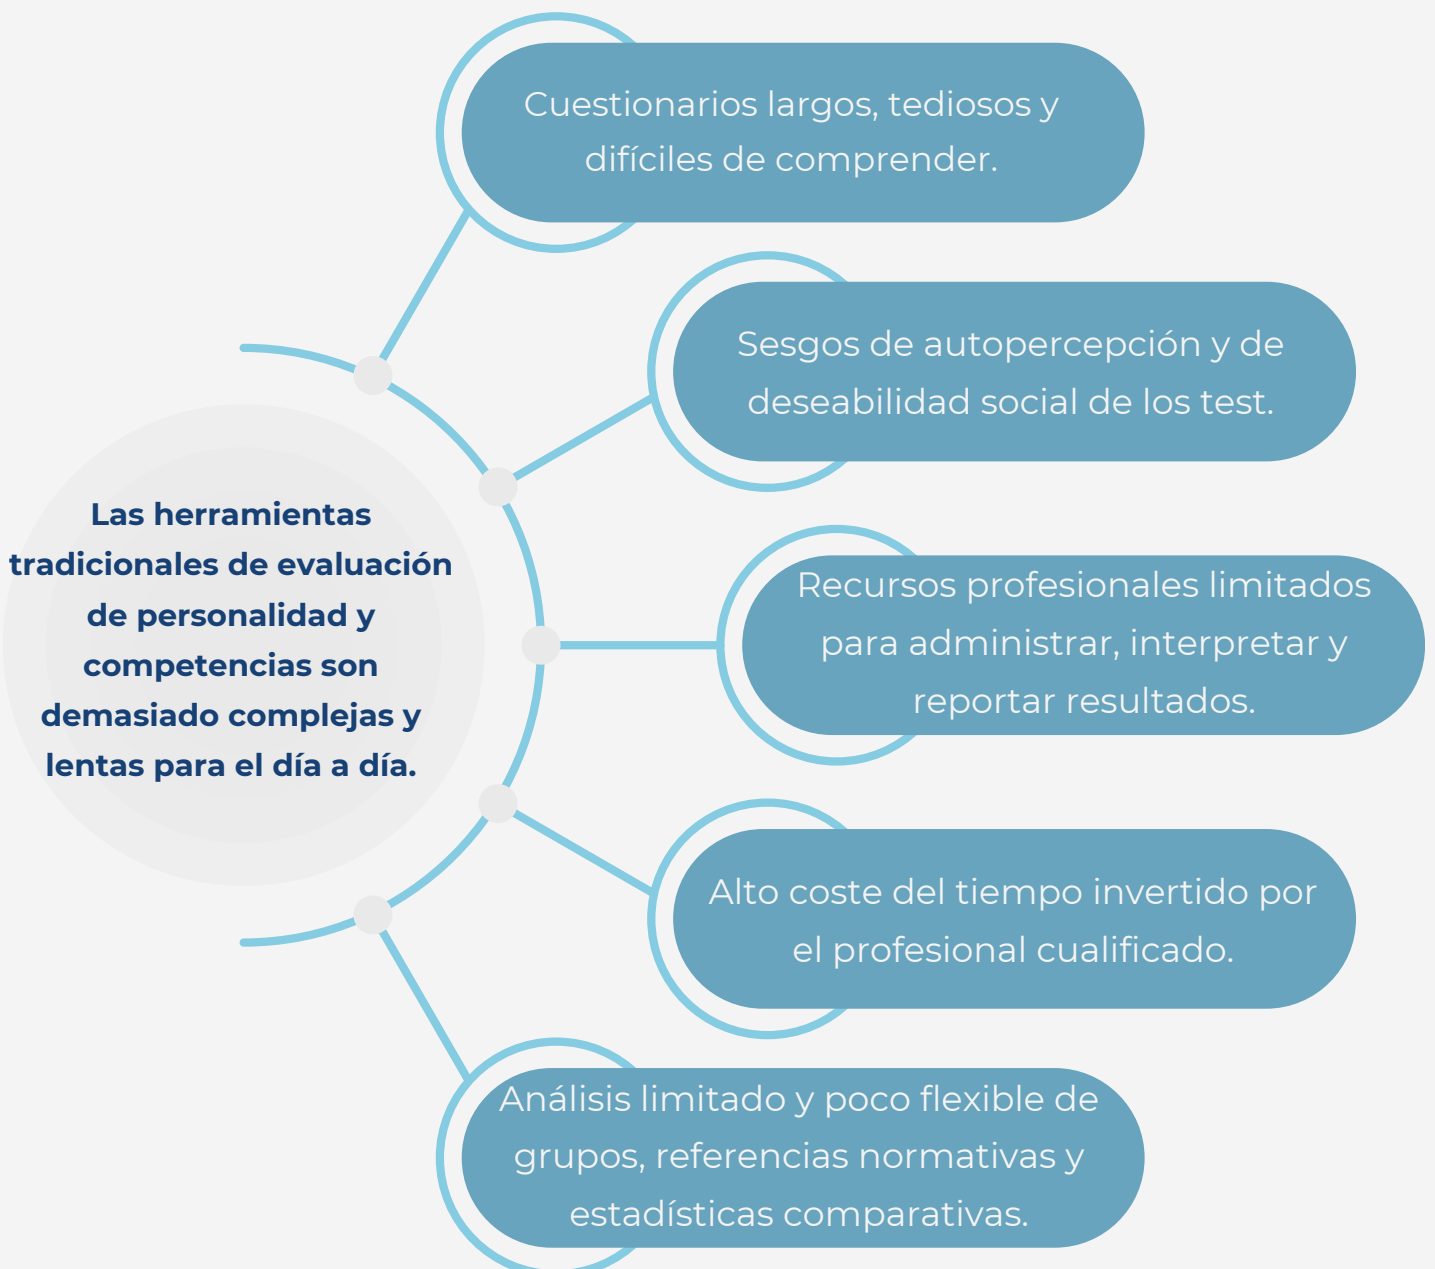 Cuestionarios largos, tediosos y
difíciles de comprender.
Sesgos de autopercepción y de
deseabilidad social de los test.
Las herramientas
tradicionales de evaluación
de personalidad y
competencias son
demasiado complejas y
lentas para el día a día.
Recursos profesionales limitados
para administrar, interpretar y
reportar resultados.
Alto coste del tiempo invertido por
el profesional cualificado.
Análisis limitado y poco flexible de
grupos, referencias normativas y
estadísticas comparativas.